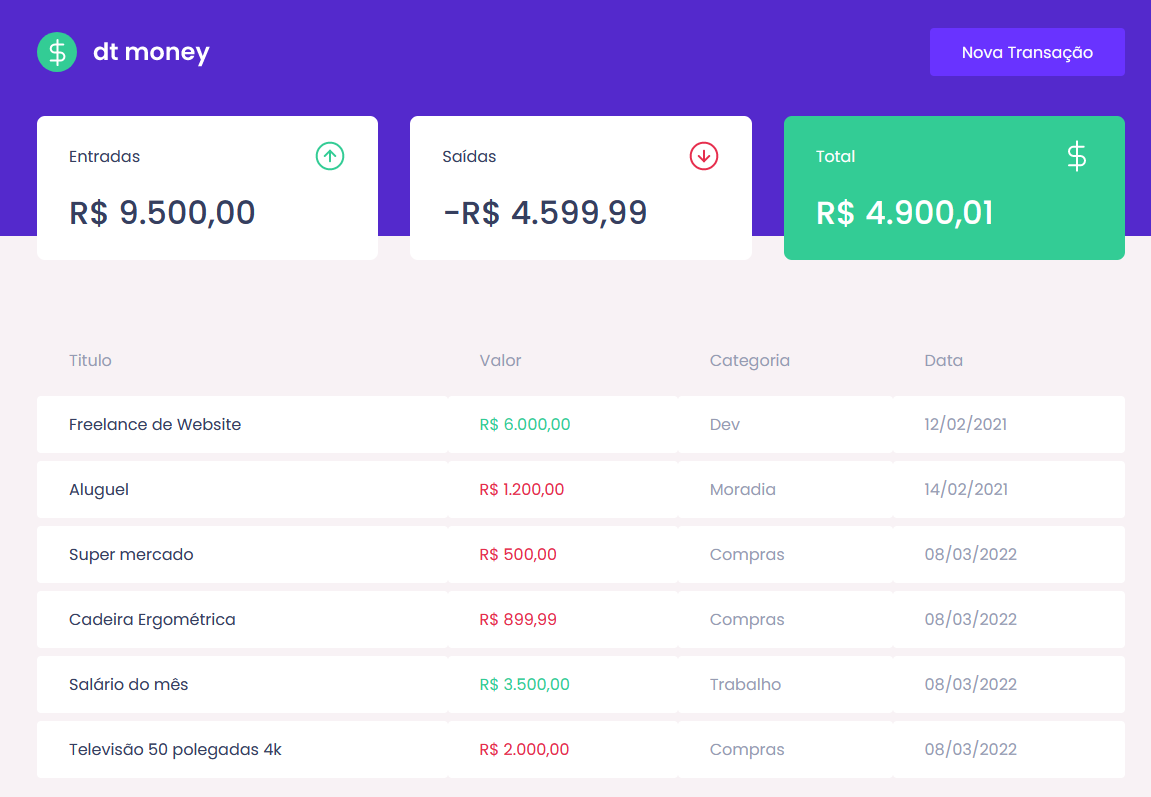 dt money
Nova Transação
Entradas
R$ 9.500,00
Saídas
-R$ 4.599,99
Total
R$ 4.900,01
Titulo Valor Categoria Data
Freelance de Website R$ 6.000,00 Dev 12/02/2021
Aluguel R$ 1.200,00 Moradia 14/02/2021
Super mercado R$ 500,00 Compras 08/03/2022
Cadeira Ergométrica R$ 899,99 Compras 08/03/2022
Salário do mês R$ 3.500,00 Trabalho 08/03/2022
Televisão 50 polegadas 4k R$ 2.000,00 Compras 08/03/2022